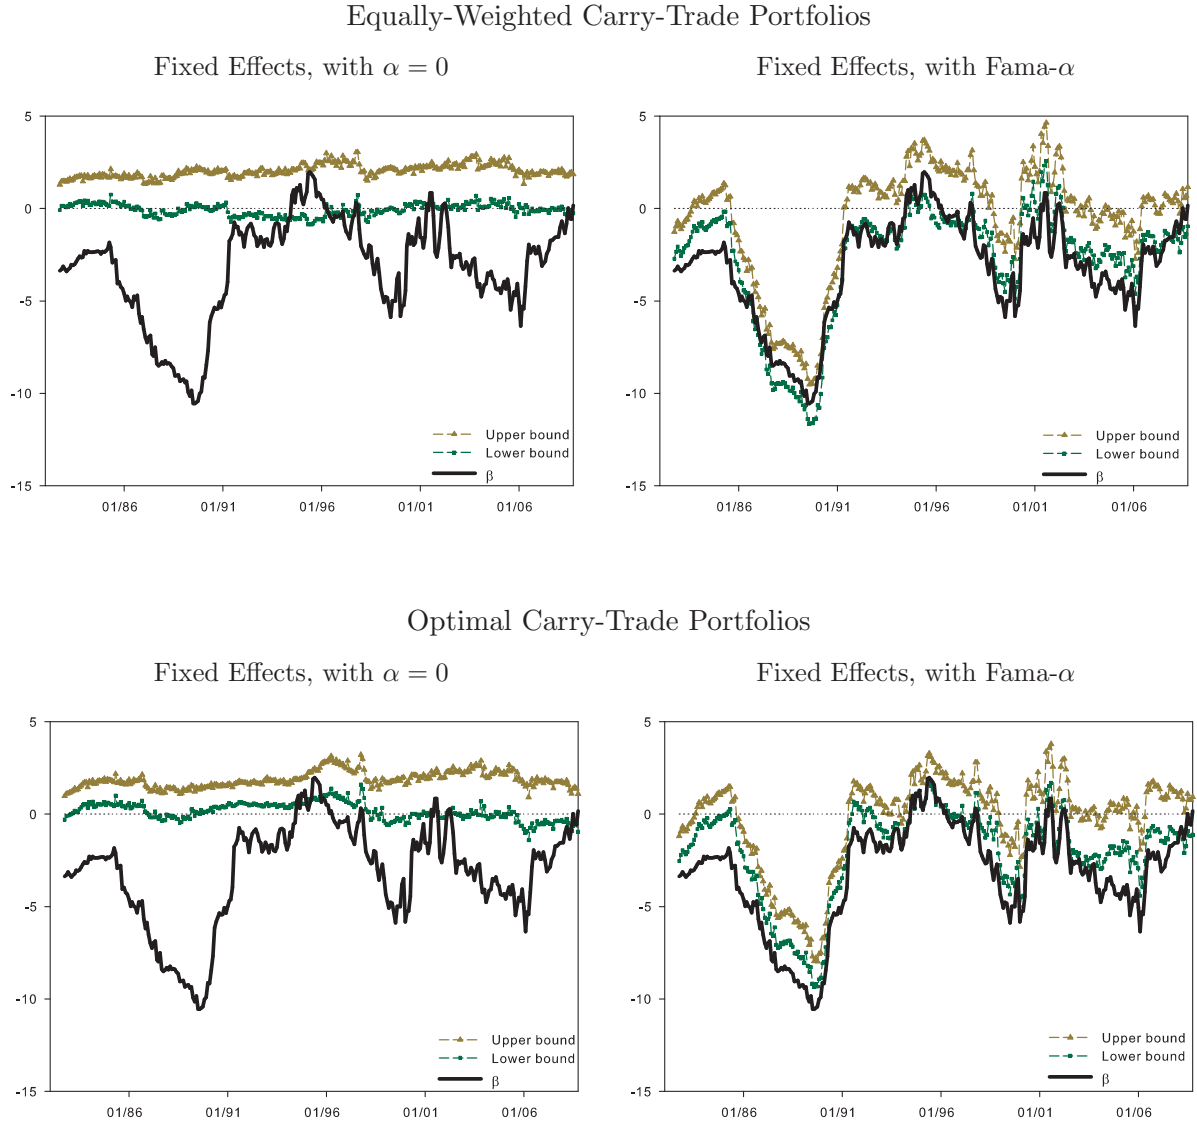 Equally-Weighted Carry-Trade Portfolios
Fixed Effects, with α = 0
Fixed Effects, with Fama-α
5
0
-5
-10
-15
01/86 01/91 01/96 01/01 01/06
Upper bound
Lower bound
β
5
0
-5
-10
-15
01/86 01/91 01/96 01/01 01/06
Upper bound
Lower bound
β
Optimal Carry-Trade Portfolios
Fixed Effects, with α = 0
Fixed Effects, with Fama-α
5
0
-5
-10
-15
01/86 01/91 01/96 01/01 01/06
Upper bound
Lower bound
β
5
0
-5
-10
-15
01/86 01/91 01/96 01/01 01/06
Upper bound
Lower bound
β